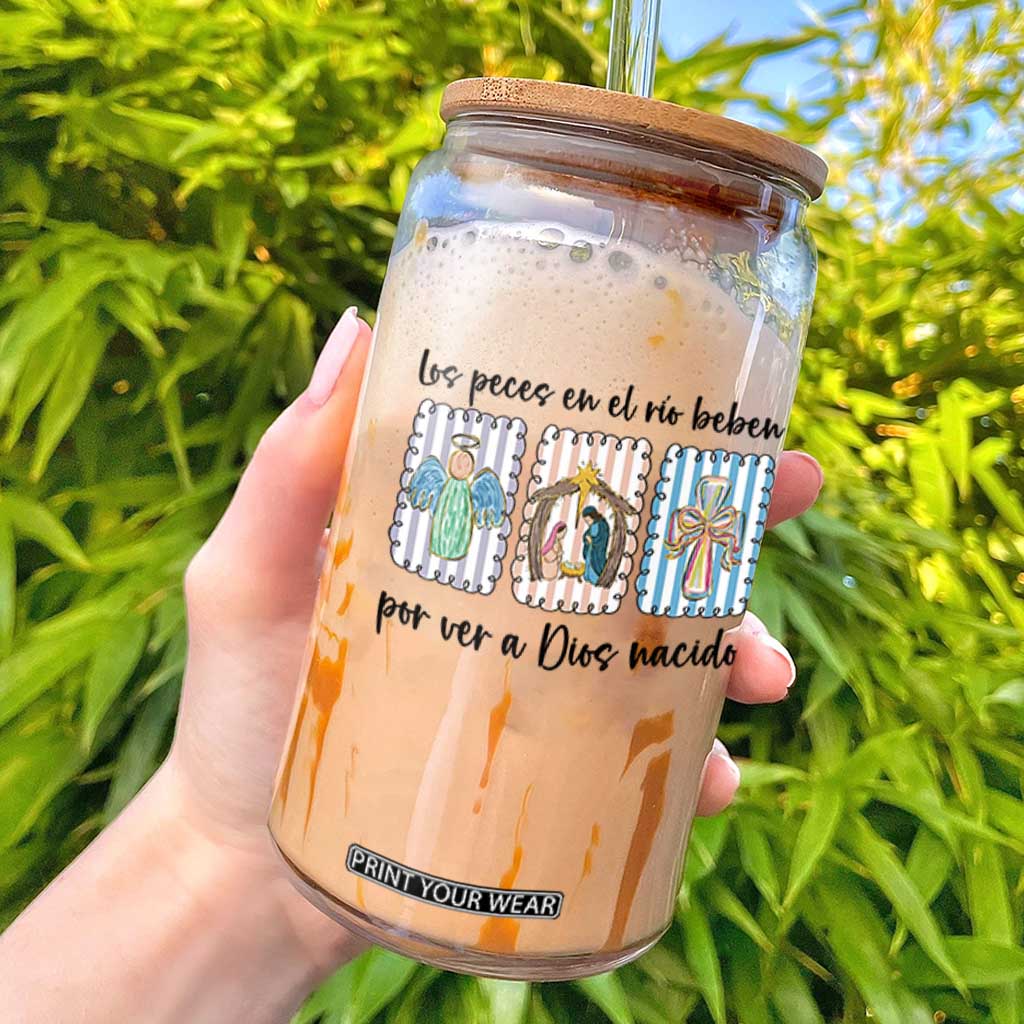 Los peces en el río beben
por ver a Dios nacido
PRINT YOUR WEAR